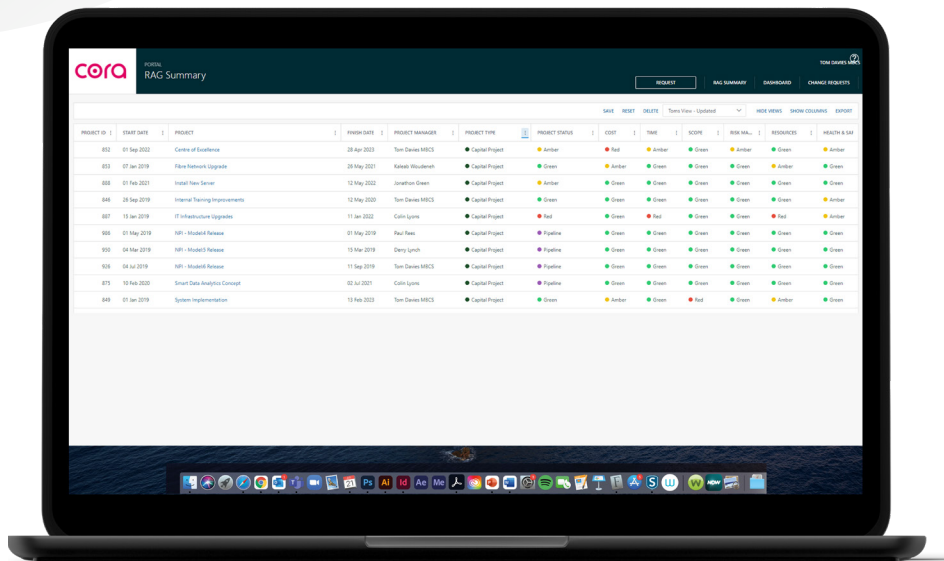 cora
PORTAL
RAG Summary
TOM DAVIES MBCS
REQUEST RAG SUMMARY DASHBOARD CHANGE REQUESTS
SAVE RESET DELETE Toms View - Updated HIDE VIEWS SHOW COLUMNS EXPORT
PROJECT ID START DATE PROJECT FINISH DATE PROJECT MANAGER PROJECT TYPE PROJECT STATUS COST TIME SCOPE RISK MA... RESOURCES HEALTH & SAF
852 01 Sep 2022 Centre of Excellence 28 Apr 2023 Tom Davies MBCS Capital Project Amber Red Amber Green Amber Green Amber
853 07 Jan 2019 Fibre Network Upgrade 26 May 2021 Kaleab Woudeneh Capital Project Green Amber Green Green Green Amber Green
888 01 Feb 2021 Install New Server 12 May 2022 Jonathon Green Capital Project Amber Green Green Green Green Green Green
846 26 Sep 2019 Internal Training Improvements 12 May 2020 Tom Davies MBCS Capital Project Green Green Green Green Green Green Amber
887 15 Jan 2019 IT Infrastructure Upgrades 11 Jan 2022 Colin Lyons Capital Project Red Green Red Green Green Red Amber
986 01 May 2019 NPI - Model4 Release 01 May 2019 Paul Rees Capital Project Pipeline Green Green Green Green Green Green
950 04 Mar 2019 NPI - Model5 Release 15 Mar 2019 Derry Lynch Capital Project Pipeline Green Green Green Green Green Green
926 04 Jul 2019 NPI - Model6 Release 11 Sep 2019 Tom Davies MBCS Capital Project Pipeline Green Green Green Green Green Green
875 10 Feb 2020 Smart Data Analytics Concept 02 Jul 2021 Colin Lyons Capital Project Pipeline Green Green Green Green Green Green
849 01 Jan 2019 System Implementation 13 Feb 2023 Tom Davies MBCS Capital Project Green Amber Green Red Green Amber Green
21 Ps Ai Id Ae Me S W W NOW